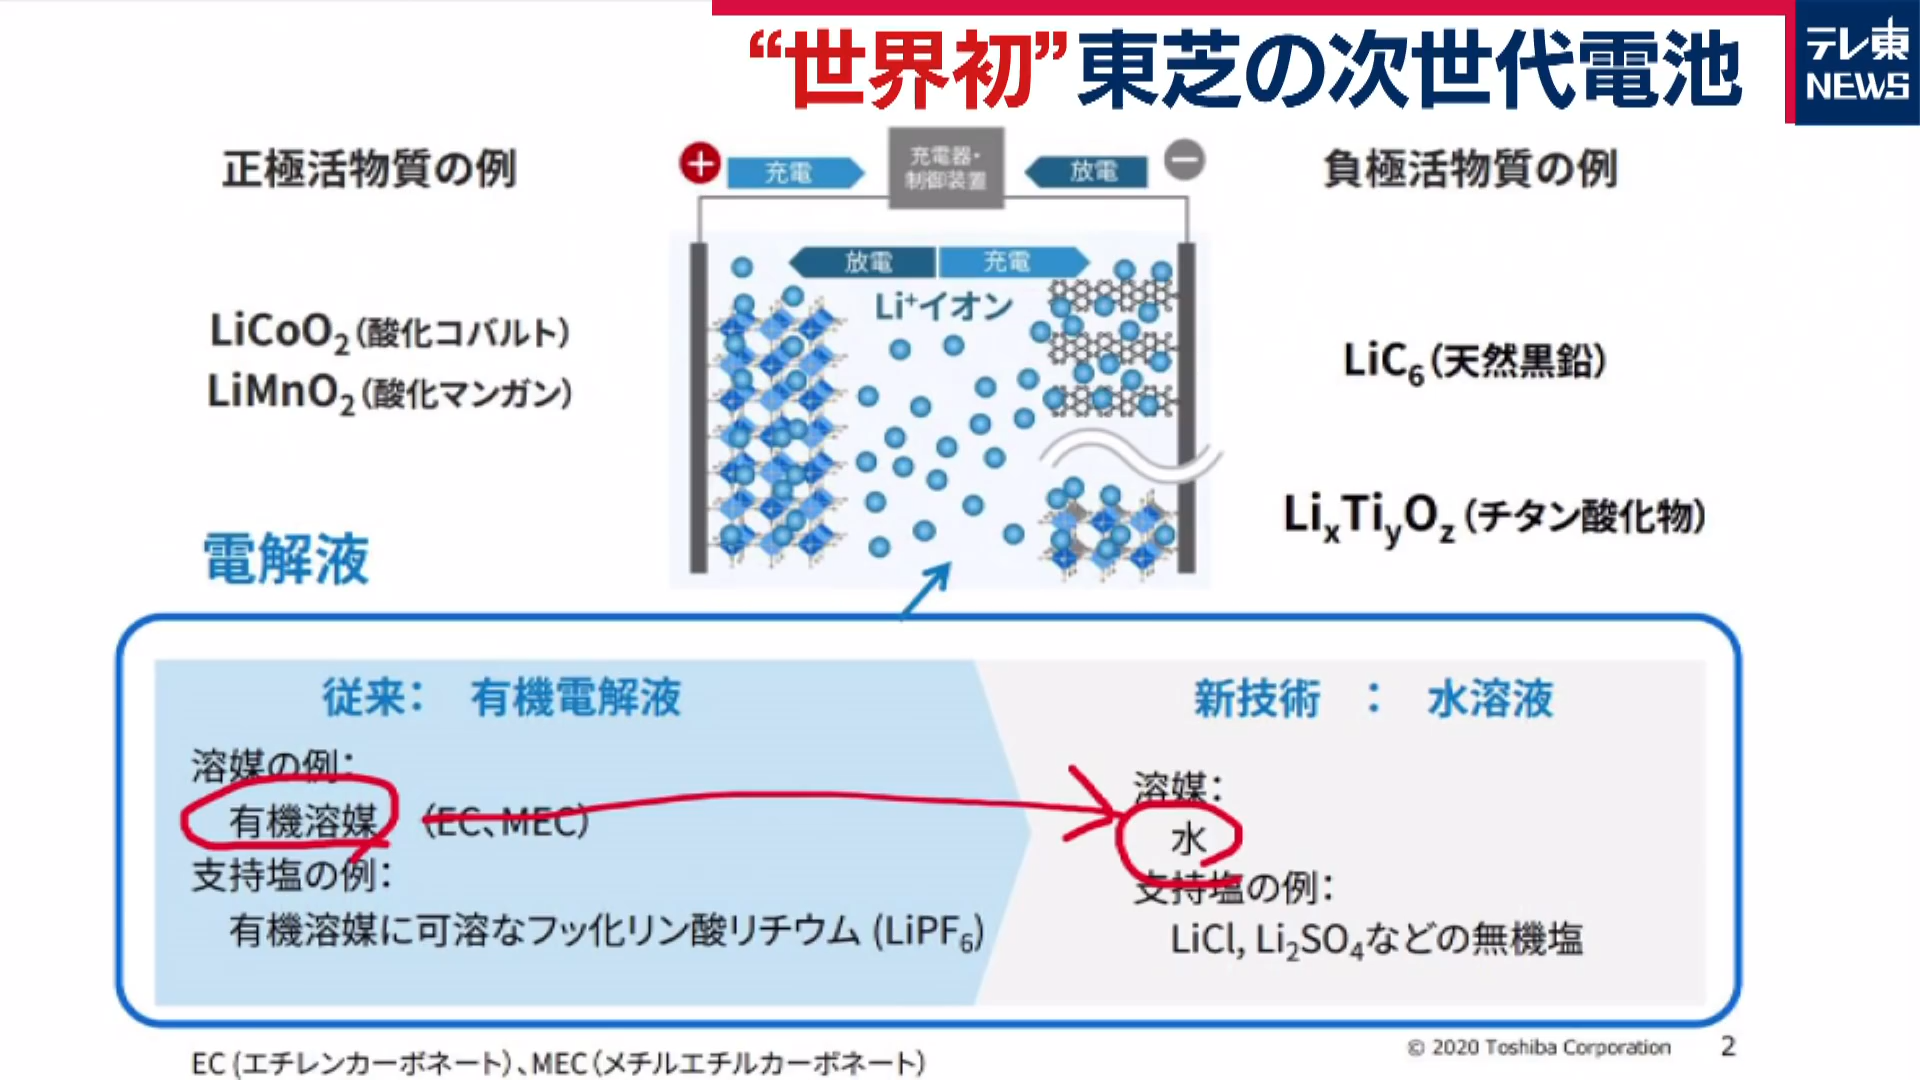 “世界初”東芝の次世代電池
テレ東
NEWS
正極活物質の例
充電
充電器・
制御装置
放電
負極活物質の例
放電
充電
Li⁺イオン
LiCoO₂（酸化コバルト）
LiMnO₂（酸化マンガン）
LiC₆（天然黒鉛）
LiₓTiyOz（チタン酸化物）
電解液
従来： 有機電解液
溶媒の例：
有機溶媒 （EC、MEC）
支持塩の例：
有機溶媒に可溶なフッ化リン酸リチウム (LiPF₆)
新技術 ： 水溶液
溶媒：
水
支持塩の例：
LiCl, Li₂SO₄などの無機塩
EC（エチレンカーボネート）、MEC（メチルエチルカーボネート）
© 2020 Toshiba Corporation 2